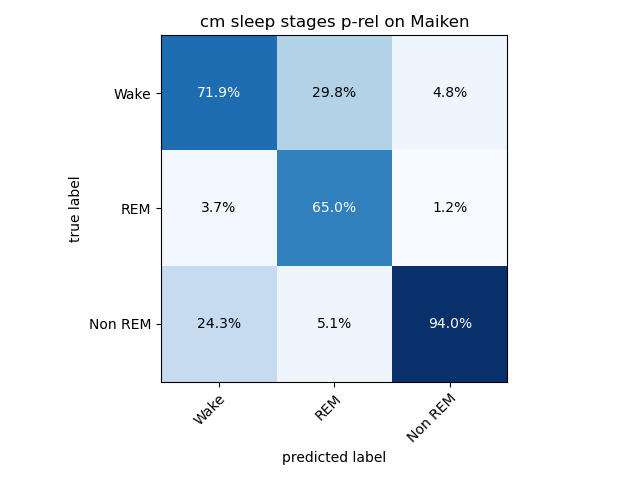 cm sleep stages p-rel on Maiken
Wake 71.9% 29.8% 4.8%
REM 3.7% 65.0% 1.2%
Non REM 24.3% 5.1% 94.0%
true label
Wake REM Non REM
predicted label